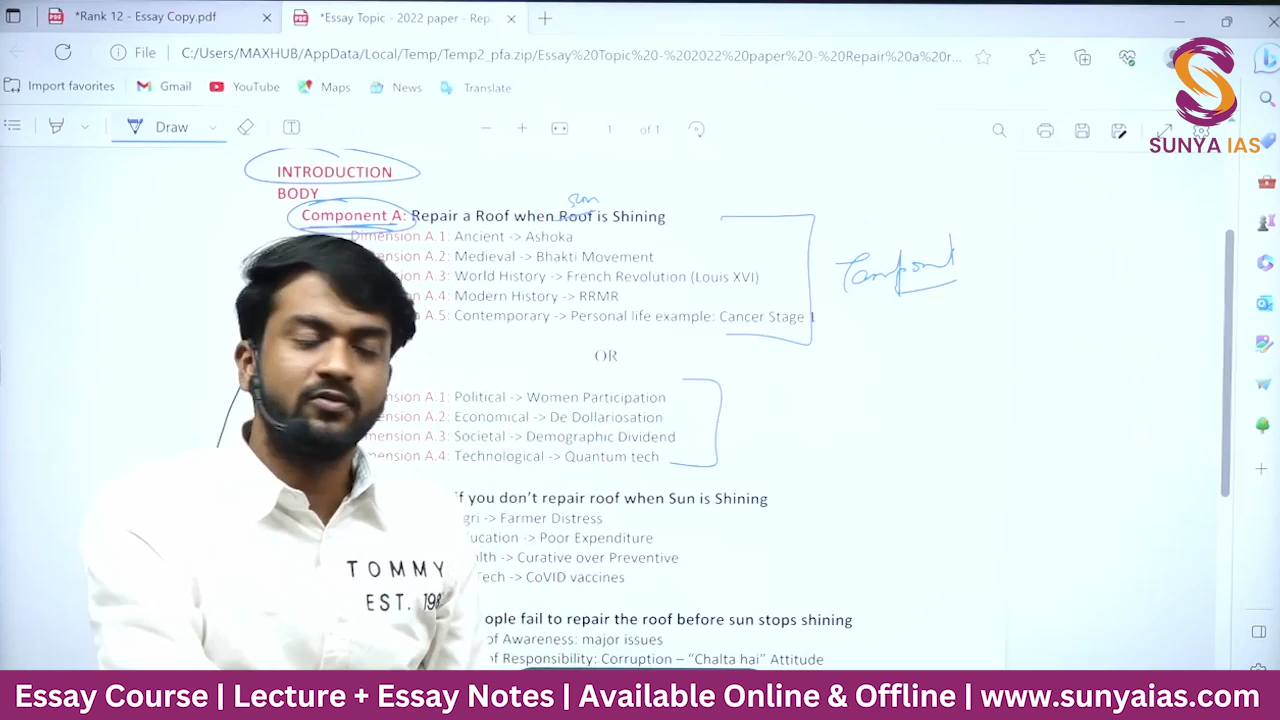 *Rank 12 - Essay Copy.pdf
*Essay Topic - 2022 paper - Rep.
File
C:/Users/MAXHUB/AppData/Local/Temp/Temp2_pfa.zip/Essay%20Topic%20-%202022%20paper%20-%20Repair%20a%20r...
Import favorites
Gmail
YouTube
Maps
News
Translate
Draw
1 of 1
SUNYA IAS
INTRODUCTION
BODY
sun
Component A: Repair a Roof when Roof is Shining
Dimension A.1: Ancient -> Ashoka
Dimension A.2: Medieval -> Bhakti Movement
n A.3: World History -> French Revolution (Louis XVI)
n A.4: Modern History -> RRMR
n A.5: Contemporary -> Personal life example: Cancer Stage 1
OR
ension A.1: Political -> Women Participation
ension A.2: Economical -> De Dollariosation
imension A.3: Societal -> Demographic Dividend
mension A.4: Technological -> Quantum tech
if you don't repair roof when Sun is Shining
gri -> Farmer Distress
ucation -> Poor Expenditure
lth -> Curative over Preventive
Tech -> CoVID vaccines
ople fail to repair the roof before sun stops shining
of Awareness: major issues
of Responsibility: Corruption – “Chalta hai” Attitude
TOMMY
EST. 198
Essay Course | Lecture + Essay Notes | Available Online & Offline | www.sunyaias.com